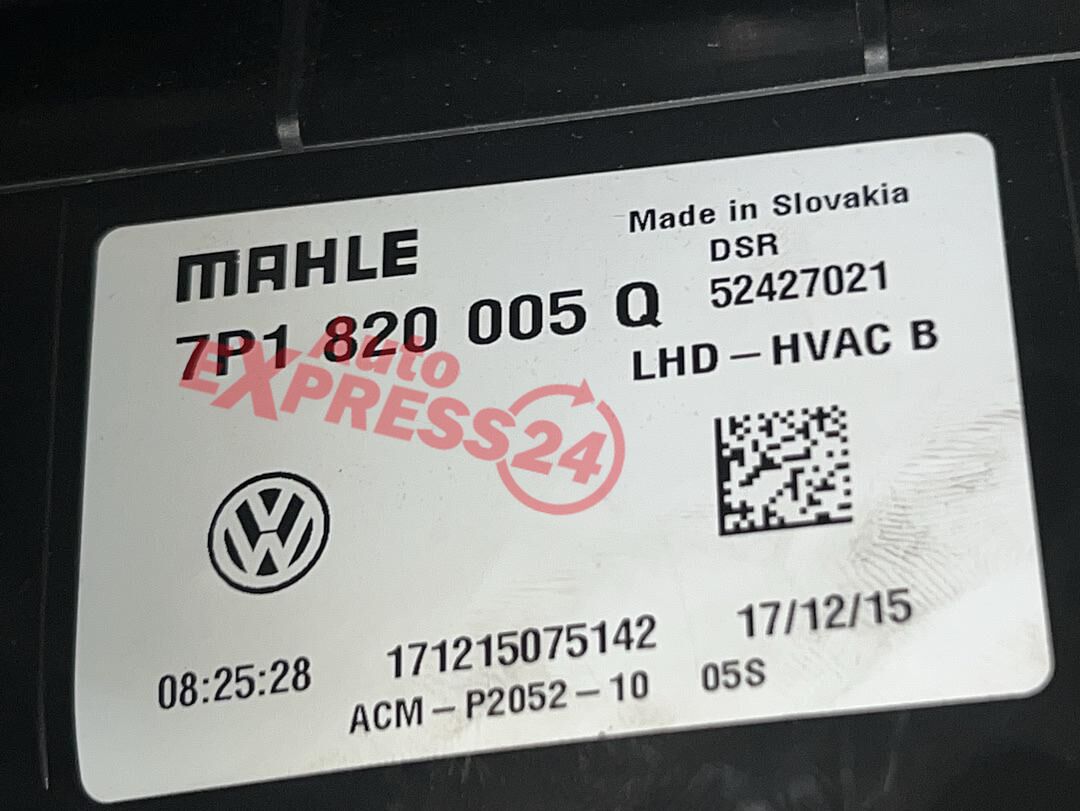 MAHLE
Made in Slovakia
DSR
7P1 820 005 Q
52427021
LHD – HVAC B
Auto
EXPRESS24
17/12/15
171215075142
08:25:28
ACM – P2052 – 10
05S